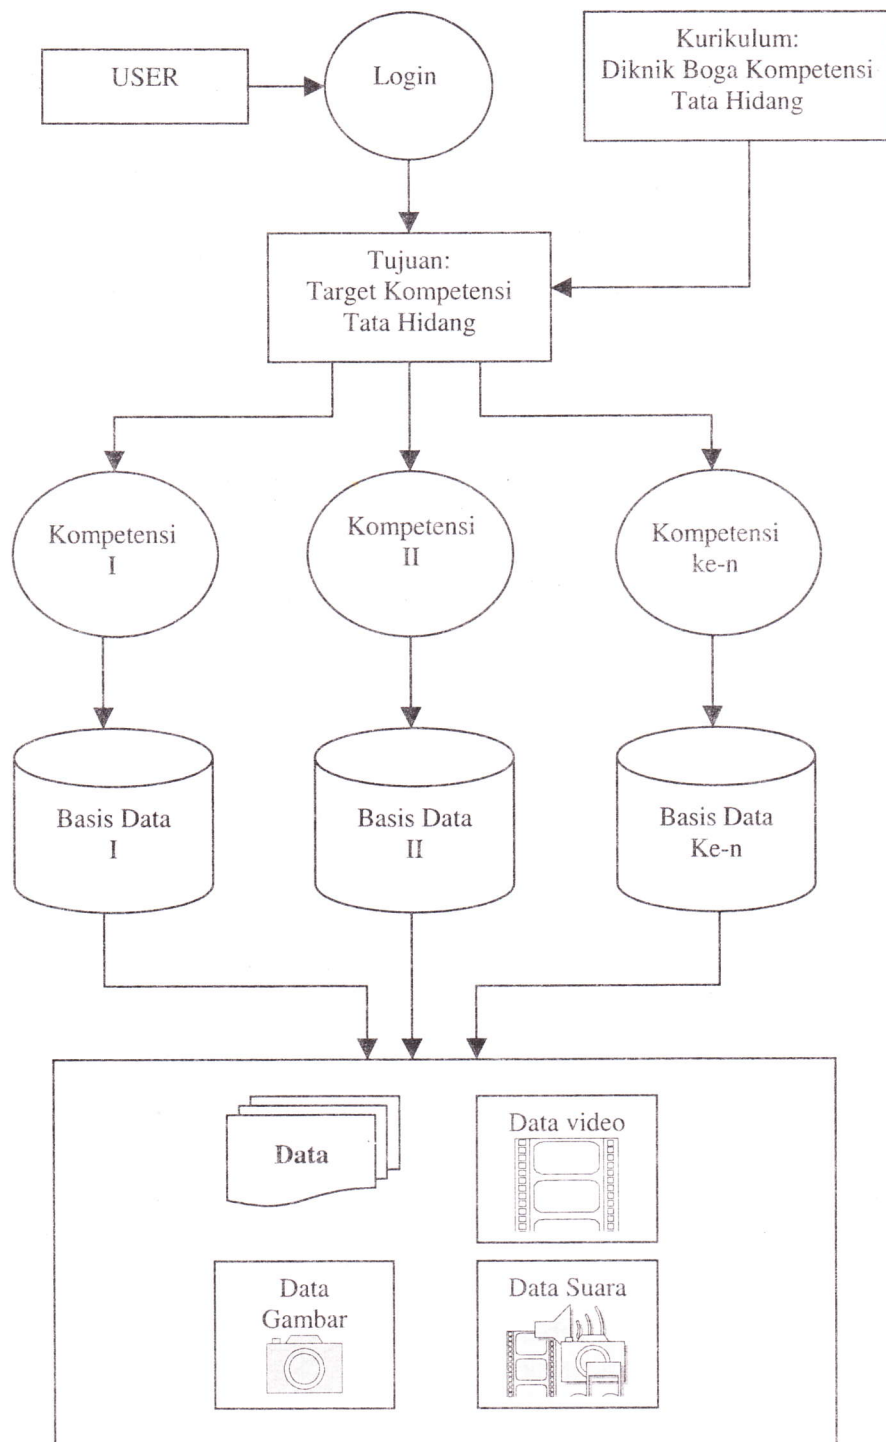 USER
Login
Kurikulum:
Diknik Boga Kompetensi
Tata Hidang
Tujuan:
Target Kompetensi
Tata Hidang
Kompetensi
I
Kompetensi
II
Kompetensi
ke-n
Basis Data
I
Basis Data
II
Basis Data
Ke-n
Data
Data video
Data
Gambar
Data Suara